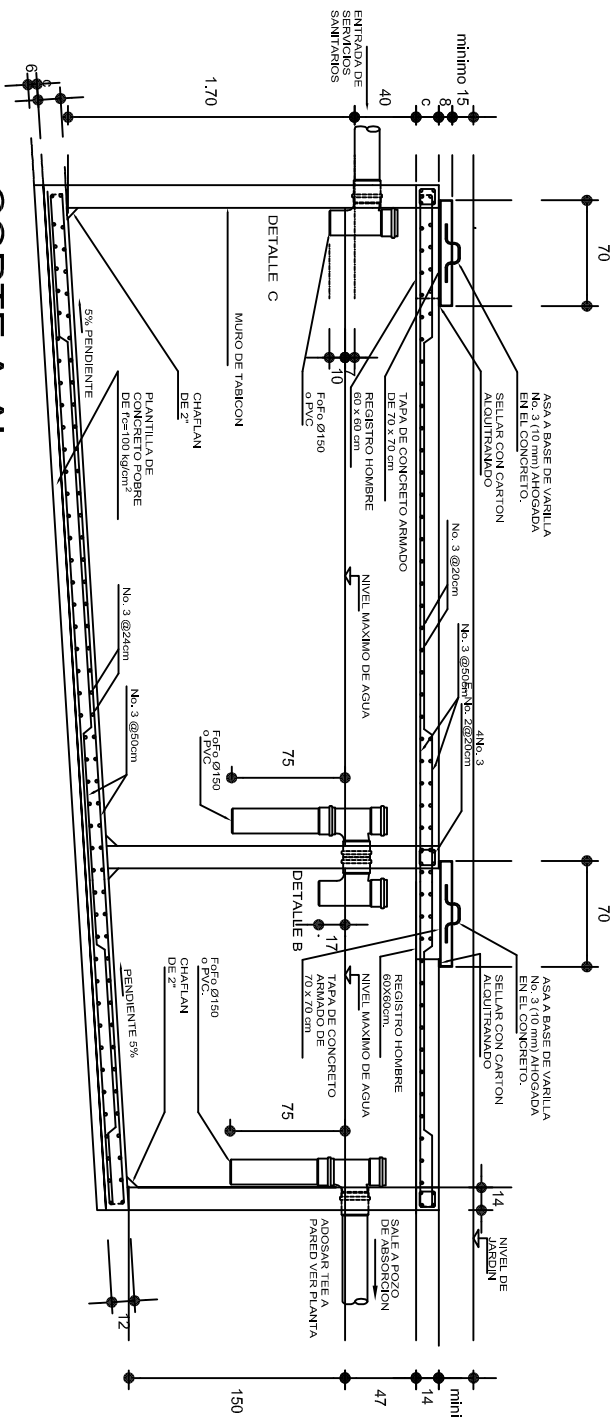 70
70
minimo 15
8
c
40
1.70
c
6
ENTRADA DE
SERVICIOS
SANITARIOS
ASA A BASE DE VARILLA
No. 3 (10 mm) AHOGADA
EN EL CONCRETO.
SELLAR CON CARTON
ALQUITRANADO
TAPA DE CONCRETO ARMADO
DE 70 x 70 cm
REGISTRO HOMBRE
60 x 60 cm
7
10
FoFo Ø150
o PVC
DETALLE C
MURO DE TABICON
CHAFLAN
DE 2"
5% PENDIENTE
PLANTILLA DE
CONCRETO POBRE
DE f'c=100 kg/cm²
No. 3 @20cm
No. 3 @50cm
4No. 3
E No. 2@20cm
NIVEL MAXIMO DE AGUA
75
FoFo Ø150
o PVC
No. 3 @24cm
No. 3 @50cm
DETALLE B
17
ASA A BASE DE VARILLA
No. 3 (10 mm) AHOGADA
EN EL CONCRETO.
SELLAR CON CARTON
ALQUITRANADO
REGISTRO HOMBRE
60X60cm.
NIVEL MAXIMO DE AGUA
TAPA DE CONCRETO
ARMADO DE
70 x 70 cm
FoFo Ø150
o PVC.
CHAFLAN
DE 2"
PENDIENTE 5%
75
14
NIVEL DE
JARDIN
SALE A POZO
DE ABSORCION
ADOSAR TEE A
PARED VER PLANTA
12
mini
14
47
150